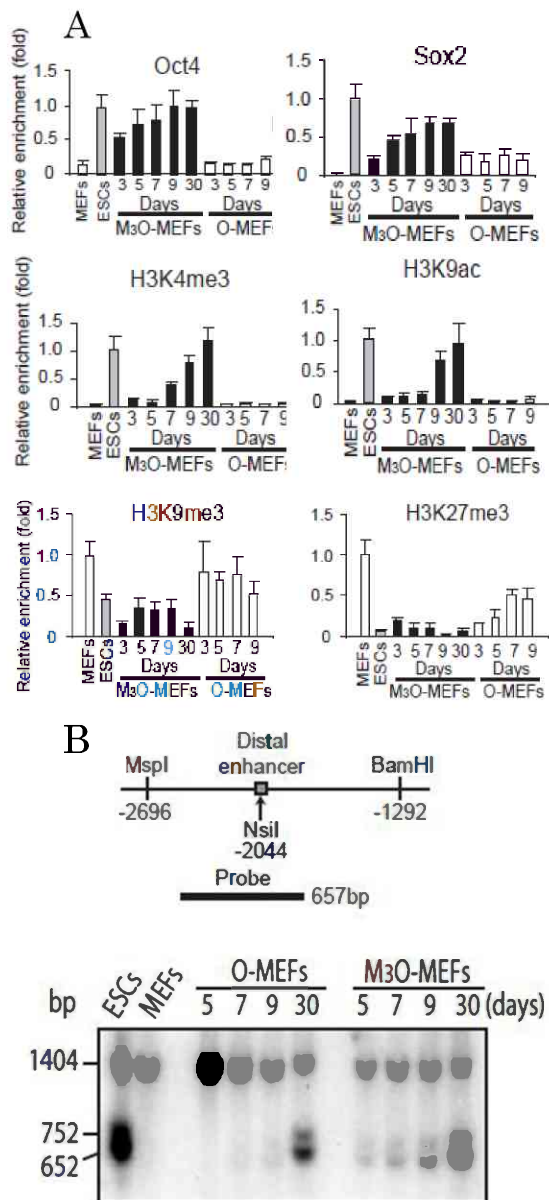 A
Oct4
Sox2
Relative enrichment (fold)
1.5
1.0
0.5
0
MEFs
ESCs
3 5 7 9 30 3 5 7 9
Days Days
M3O-MEFs O-MEFs
1.5
1.0
0.5
0
MEFs
ESCs
3 5 7 9 30 3 5 7 9
Days Days
M3O-MEFs O-MEFs
H3K4me3
H3K9ac
Relative enrichment (fold)
1.5
1.0
0.5
0
MEFs
ESCs
3 5 7 9 30 3 5 7 9
Days Days
M3O-MEFs O-MEFs
1.5
1.0
0.5
0
MEFs
ESCs
3 5 7 9 30 3 5 7 9
Days Days
M3O-MEFs O-MEFs
H3K9me3
H3K27me3
Relative enrichment (fold)
1.5
1.0
0.5
0
MEFs
ESCs
3 5 7 9 30 3 5 7 9
Days Days
M3O-MEFs O-MEFs
1.5
1.0
0.5
0
MEFs
ESCs
3 5 7 9 30 3 5 7 9
Days Days
M3O-MEFs O-MEFs
B
Distal
MspI enhancer BamHI
-2696 -1292
NsiI
-2044
Probe
657bp
ESCs
MEFs
O-MEFs M3O-MEFs
bp 5 7 9 30 5 7 9 30 (days)
1404
752
652